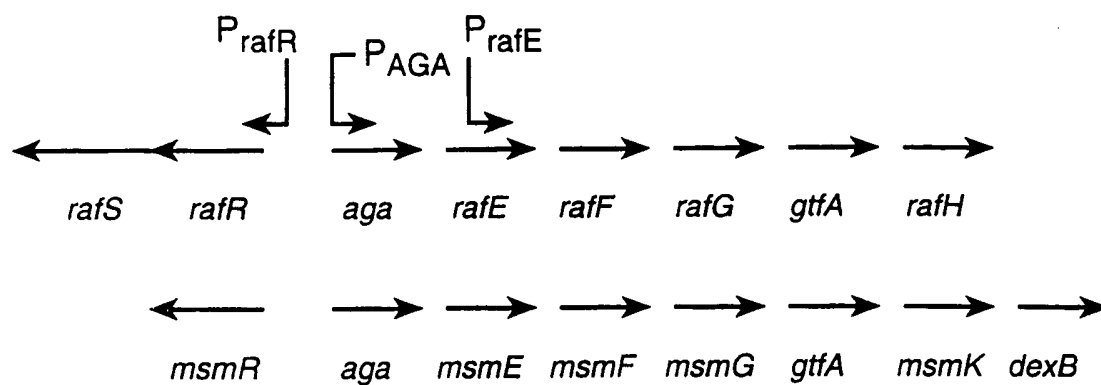 PrafR PAGA PrafE
rafS rafR aga rafE rafF rafG gtfA rafH
msmR aga msmE msmF msmG gtfA msmK dexB